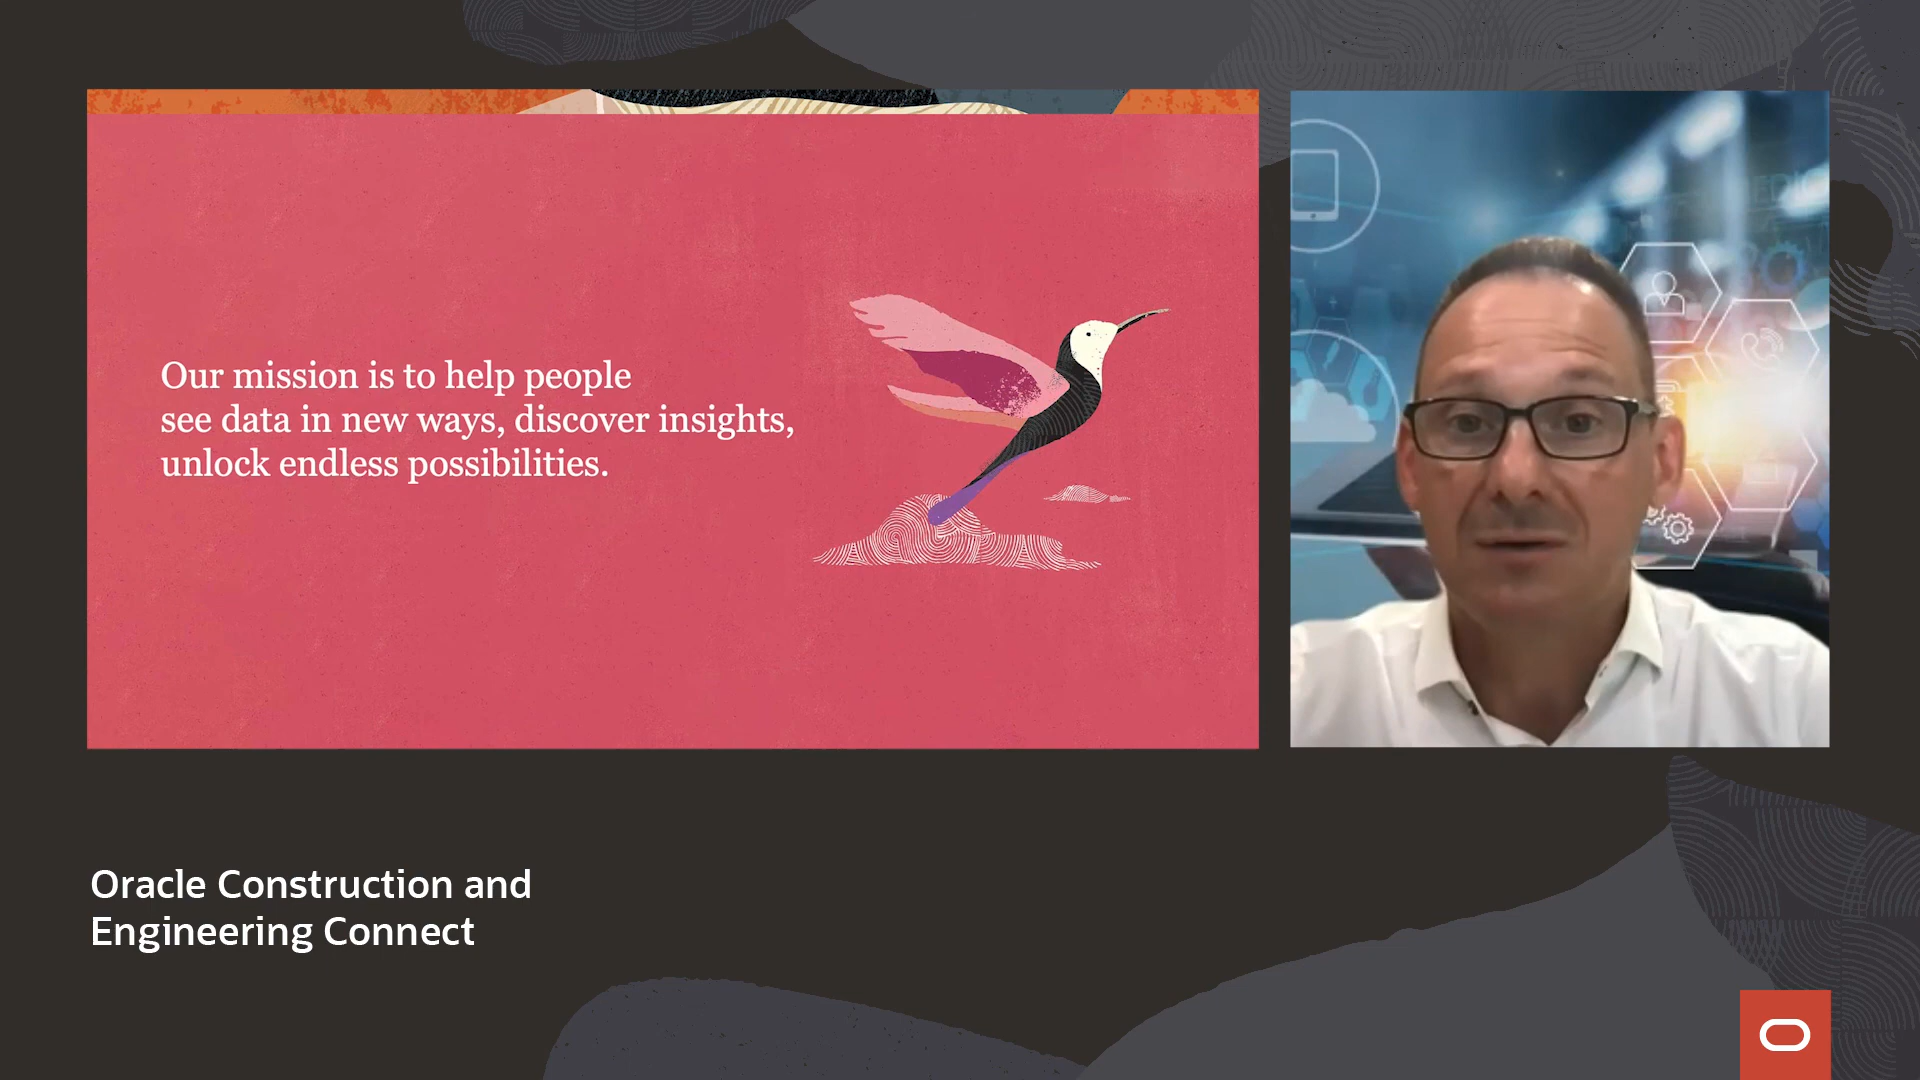 Our mission is to help people
see data in new ways, discover insights,
unlock endless possibilities.
Oracle Construction and
Engineering Connect